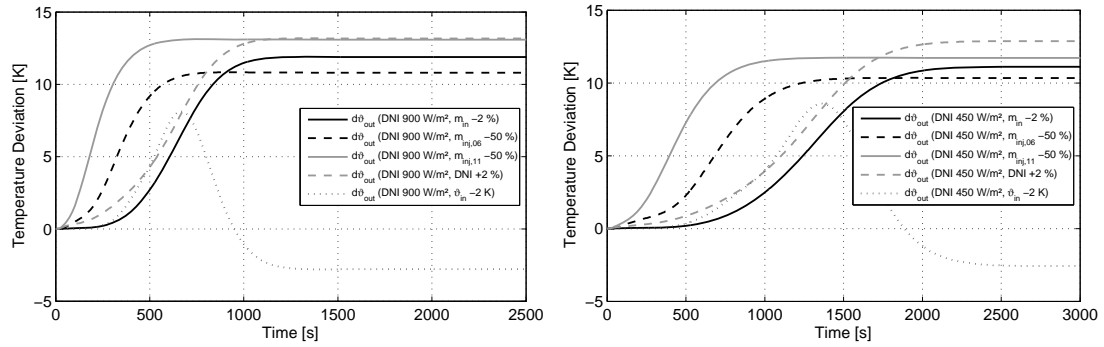 15
10
5
0
−5
0
500
1000
1500
2000
2500
Temperature Deviation [K]
Time [s]
dϑout (DNI 900 W/m², min −2 %)
dϑout (DNI 900 W/m², minj,06 −50 %)
dϑout (DNI 900 W/m², minj,11 −50 %)
dϑout (DNI 900 W/m², DNI +2 %)
dϑout (DNI 900 W/m², ϑin −2 K)
15
10
5
0
−5
0
500
1000
1500
2000
2500
3000
Temperature Deviation [K]
Time [s]
dϑout (DNI 450 W/m², min −2 %)
dϑout (DNI 450 W/m², minj,06 −50 %)
dϑout (DNI 450 W/m², minj,11 −50 %)
dϑout (DNI 450 W/m², DNI +2 %)
dϑout (DNI 450 W/m², ϑin −2 K)